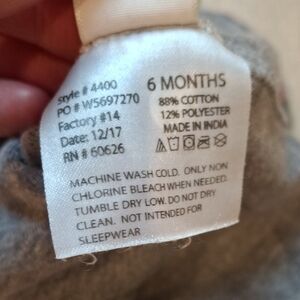 Style # 4400
PO # W5697270
Factory #14
Date: 12/17
RN # 60626
6 MONTHS
88% COTTON
12% POLYESTER
MADE IN INDIA
MACHINE WASH COLD. ONLY NON
CHLORINE BLEACH WHEN NEEDED.
TUMBLE DRY LOW. DO NOT DRY
CLEAN. NOT INTENDED FOR
SLEEPWEAR